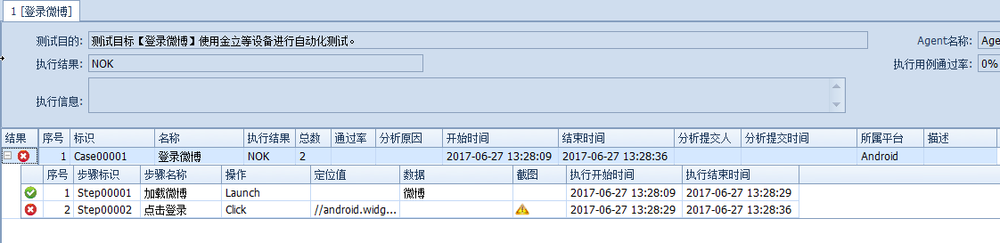 1 [登录微博]
测试目的: 测试目标【登录微博】使用金立等设备进行自动化测试。 Agent名称: Age
执行结果: NOK 执行用例通过率: 0%
执行信息:
结果 序号 标识 名称 执行结果 总数 通过率 分析原因 开始时间 结束时间 分析提交人 分析提交时间 所属平台 描述
1 Case00001 登录微博 NOK 2 2017-06-27 13:28:09 2017-06-27 13:28:36 Android
序号 步骤标识 步骤名称 操作 定位值 数据 截图 执行开始时间 执行结束时间
1 Step00001 加载微博 Launch 微博 2017-06-27 13:28:09 2017-06-27 13:28:29
2 Step00002 点击登录 Click //android.widg... 2017-06-27 13:28:29 2017-06-27 13:28:36